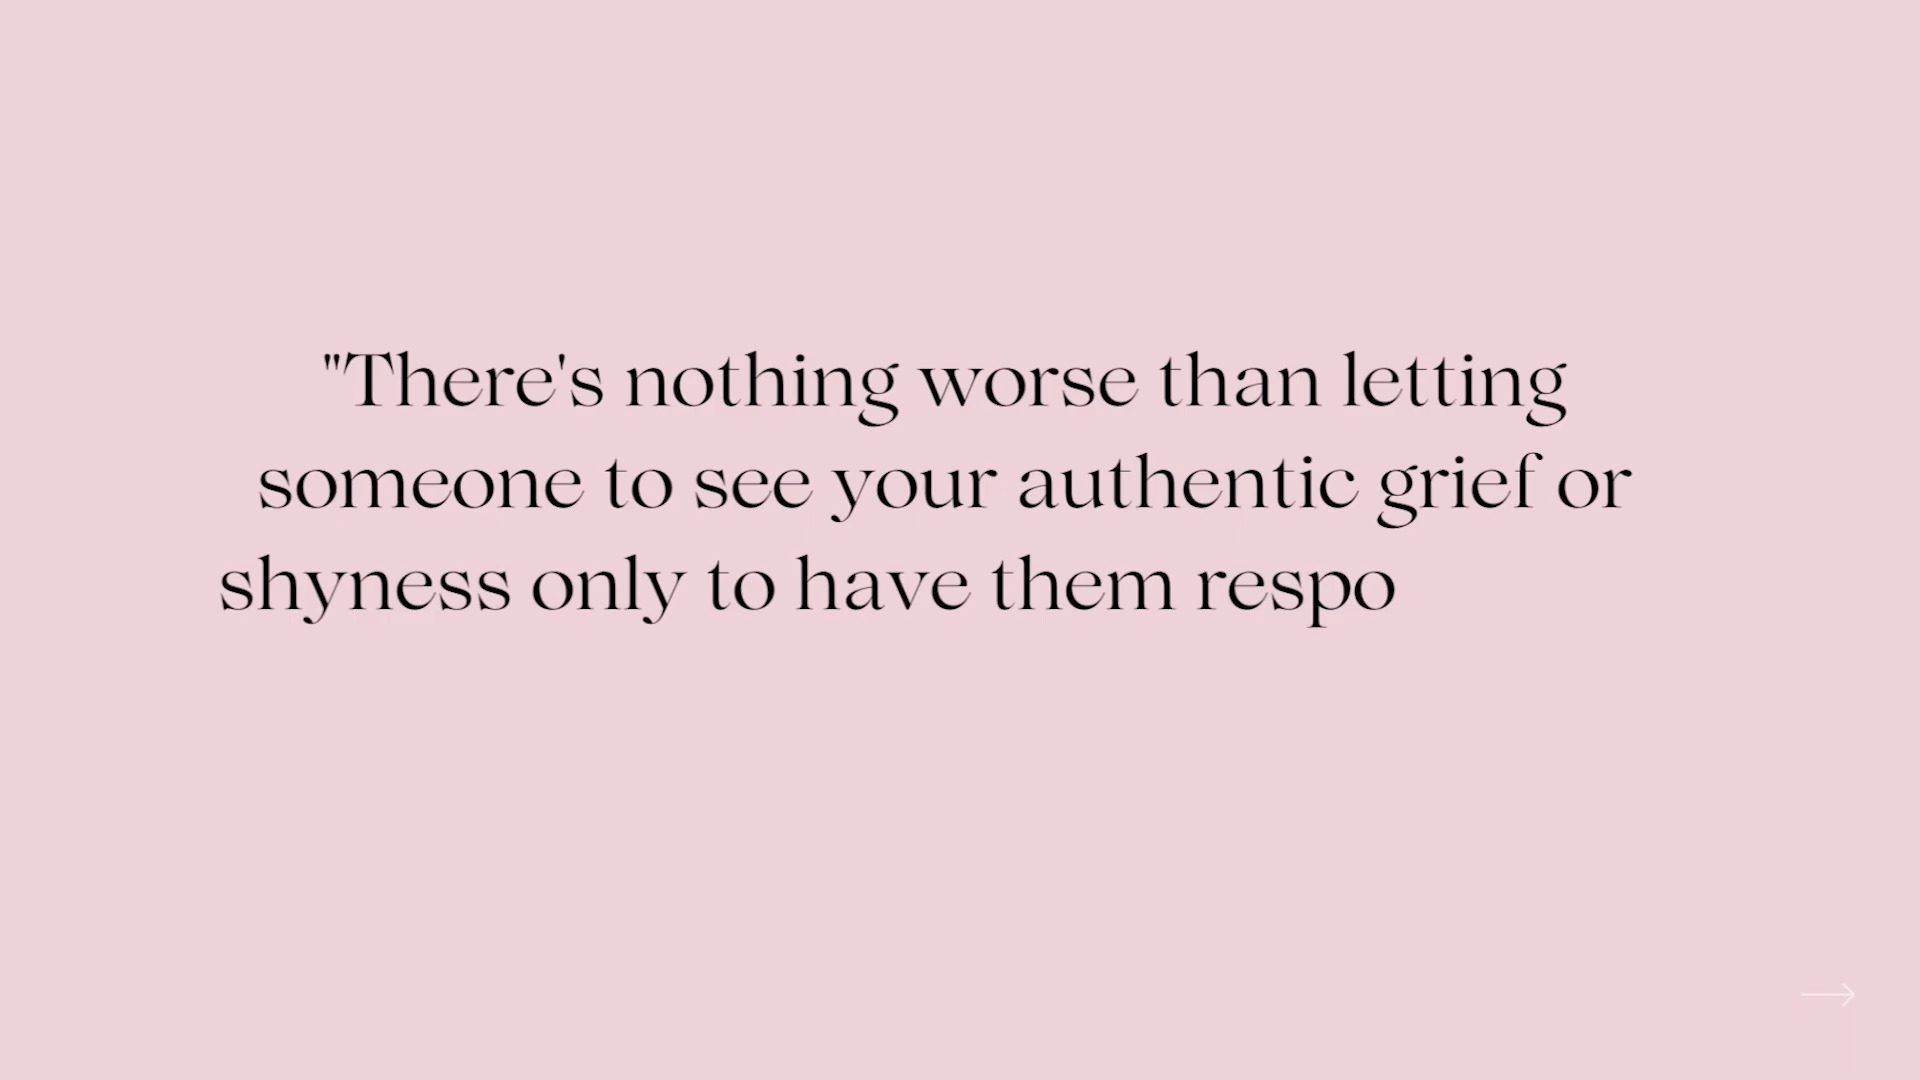 "There's nothing worse than letting
someone to see your authentic grief or
shyness only to have them respo